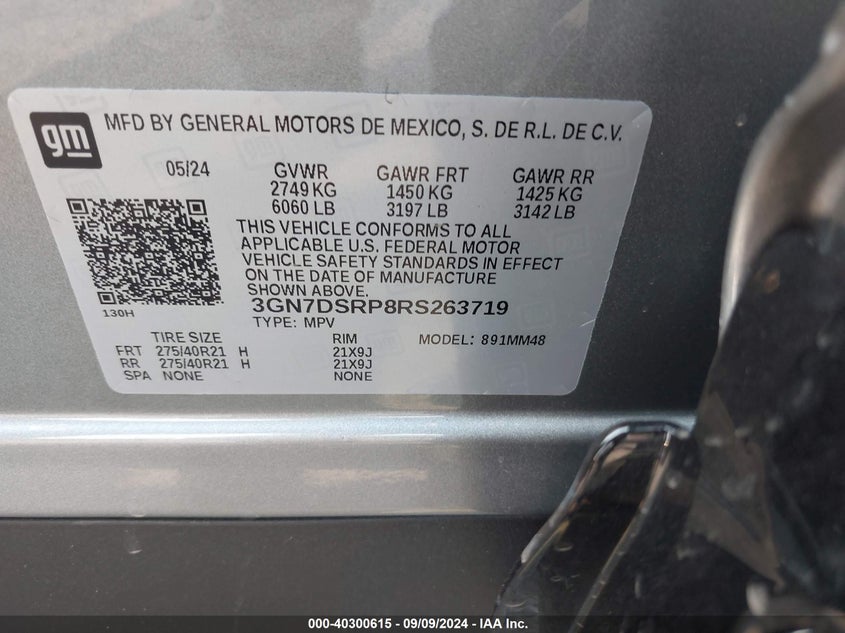 gm
MFD BY GENERAL MOTORS DE MEXICO, S. DE R.L. DE C.V.
05/24 GVWR GAWR FRT GAWR RR
2749 KG 1450 KG 1425 KG
6060 LB 3197 LB 3142 LB
THIS VEHICLE CONFORMS TO ALL
APPLICABLE U.S. FEDERAL MOTOR
VEHICLE SAFETY STANDARDS IN EFFECT
ON THE DATE OF MANUFACTURE
SHOWN ABOVE.
130H
3GN7DSRP8RS263719
TYPE: MPV
TIRE SIZE RIM MODEL: 891MM48
FRT 275/40R21 H 21X9J
RR 275/40R21 H 21X9J
SPA NONE NONE
000-40300615 - 09/09/2024 - IAA Inc.